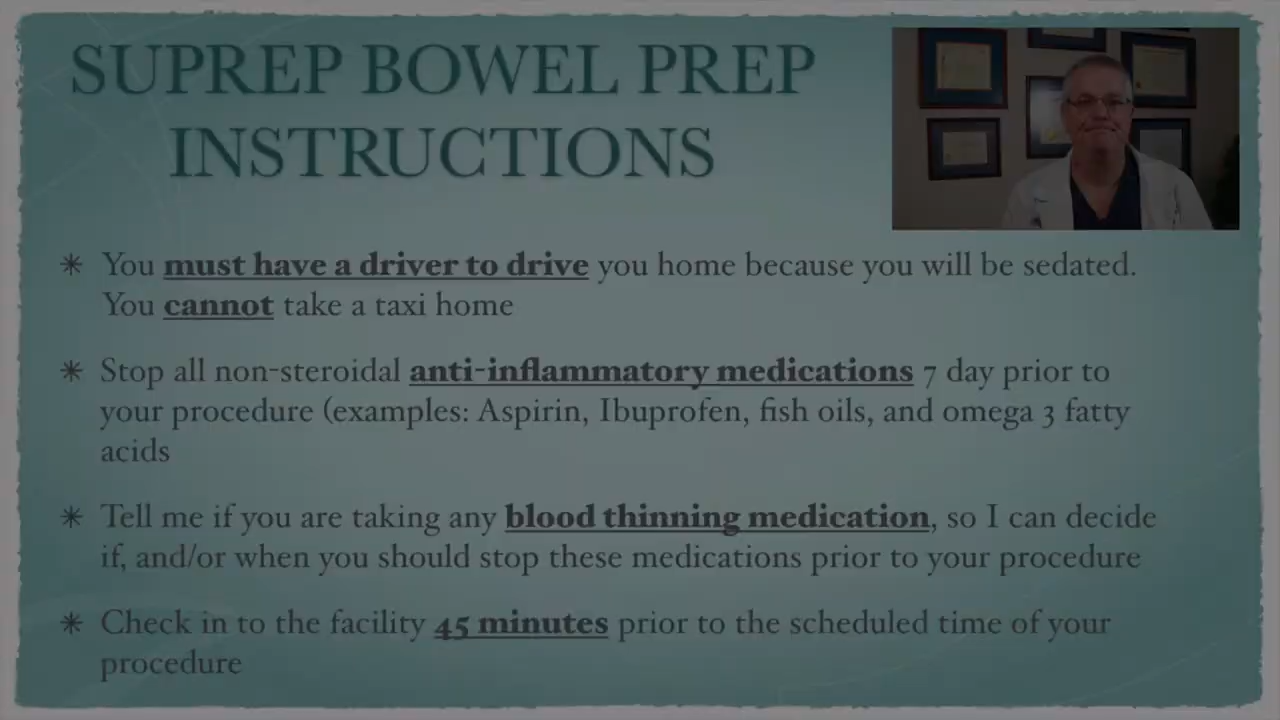 SUPREP BOWEL PREP
INSTRUCTIONS
* You must have a driver to drive you home because you will be sedated.
You cannot take a taxi home
* Stop all non-steroidal anti-inflammatory medications 7 day prior to
your procedure (examples: Aspirin, Ibuprofen, fish oils, and omega 3 fatty
acids
* Tell me if you are taking any blood thinning medication, so I can decide
if, and/or when you should stop these medications prior to your procedure
* Check in to the facility 45 minutes prior to the scheduled time of your
procedure